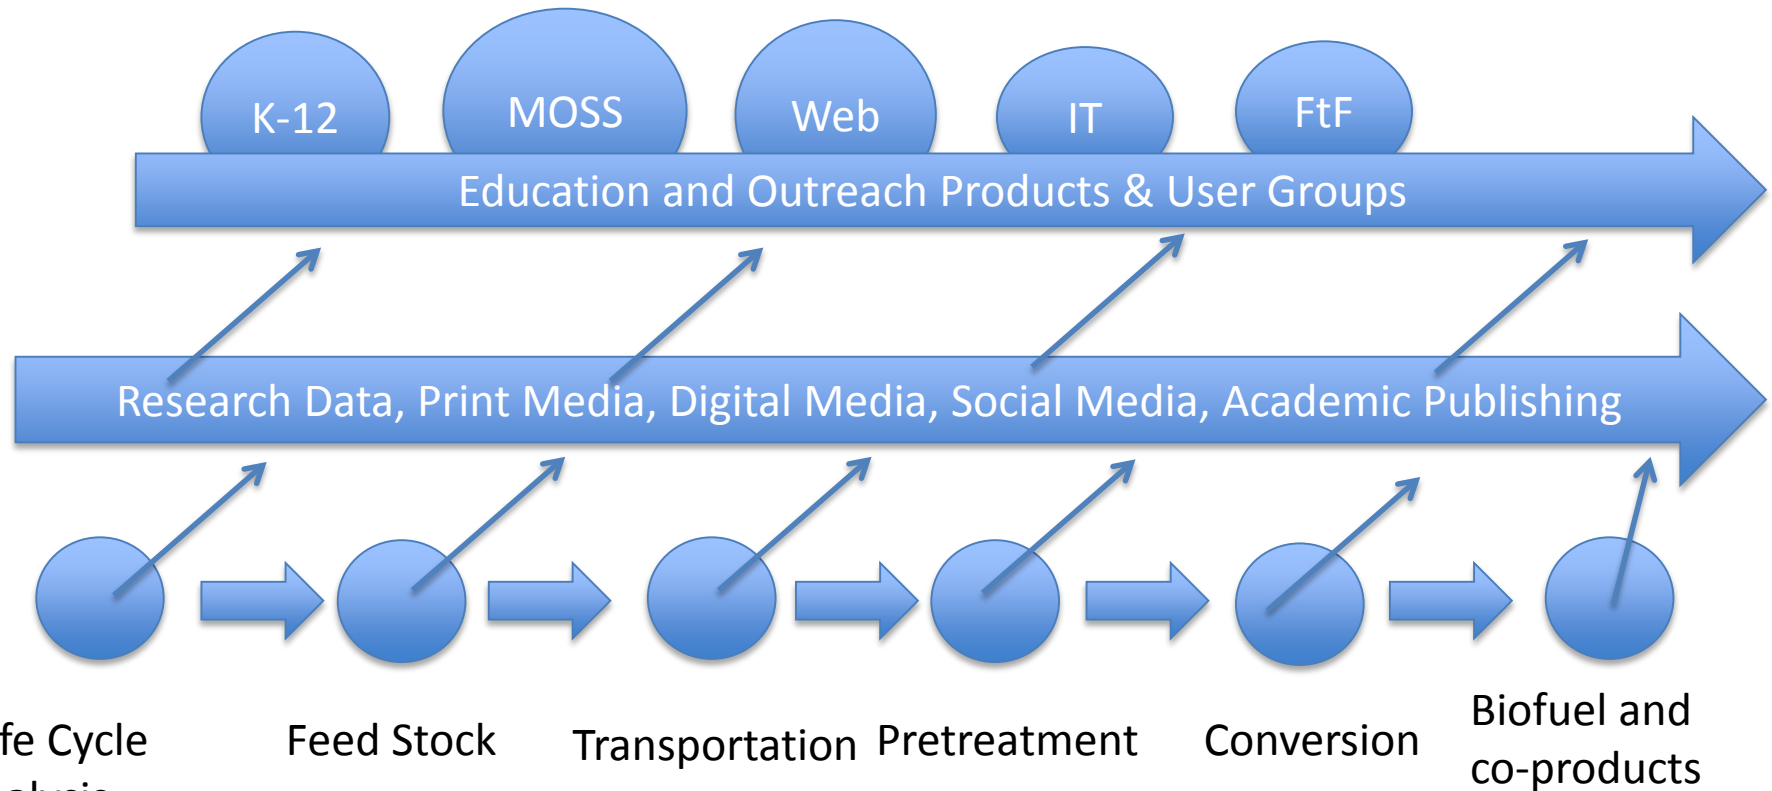 K-12
MOSS
Web
IT
FtF
Education and Outreach Products & User Groups
Research Data, Print Media, Digital Media, Social Media, Academic Publishing
fe Cycle
Feed Stock
Transportation
Pretreatment
Conversion
Biofuel and
co-products